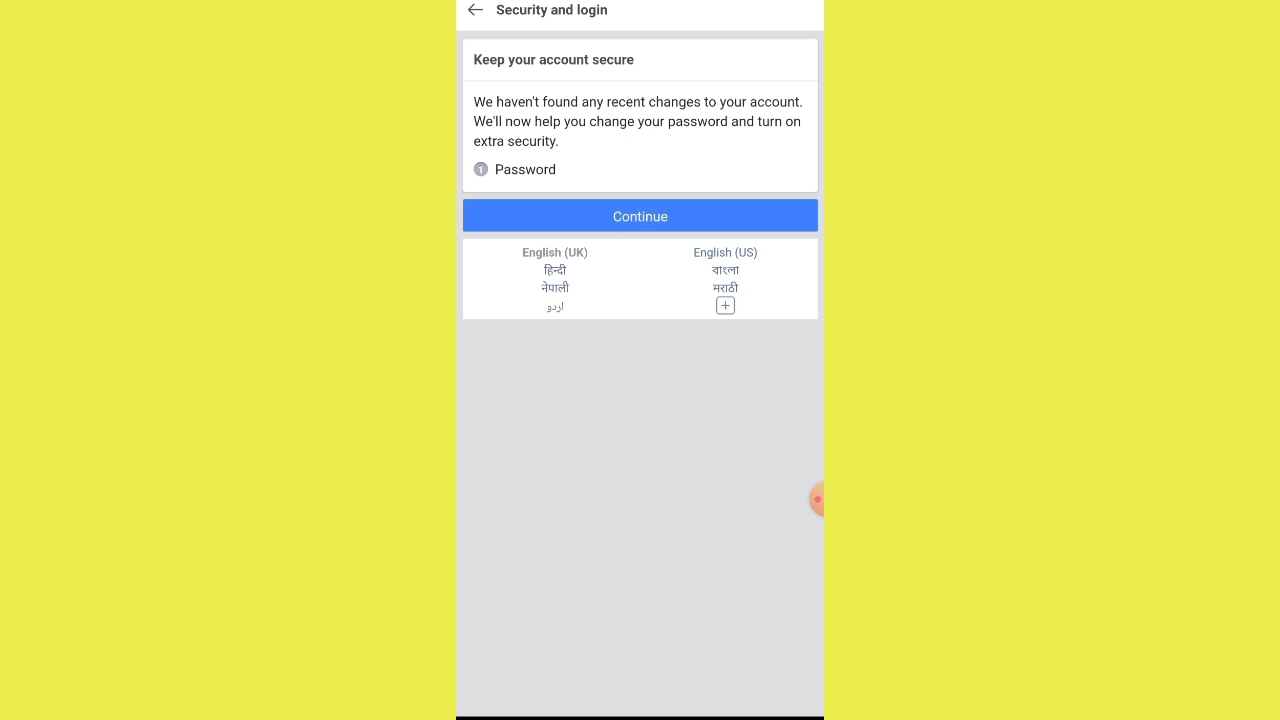 Security and login
Keep your account secure
We haven't found any recent changes to your account.
We'll now help you change your password and turn on
extra security.
1 Password
Continue
English (UK) English (US)
हिन्दी বাংলা
नेपाली मराठी
اردو